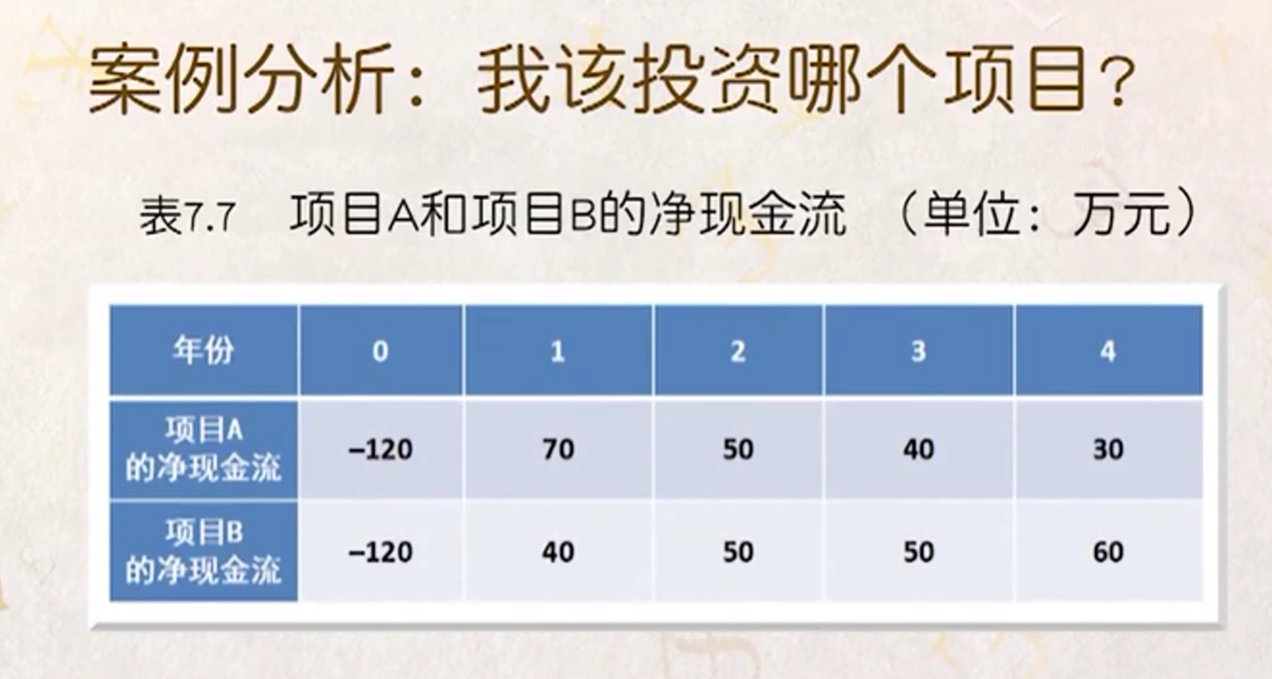 案例分析：我该投资哪个项目？
表7.7 项目A和项目B的净现金流 （单位：万元）
年份 0 1 2 3 4
项目A
的净现金流 –120 70 50 40 30
项目B
的净现金流 –120 40 50 50 60